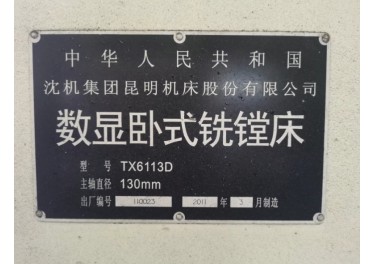 中华人民共和国
沈机集团昆明机床股份有限公司
数显卧式铣镗床
型号 TX6113D
主轴直径 130mm
出厂编号 110023 2011 年 3 月制造